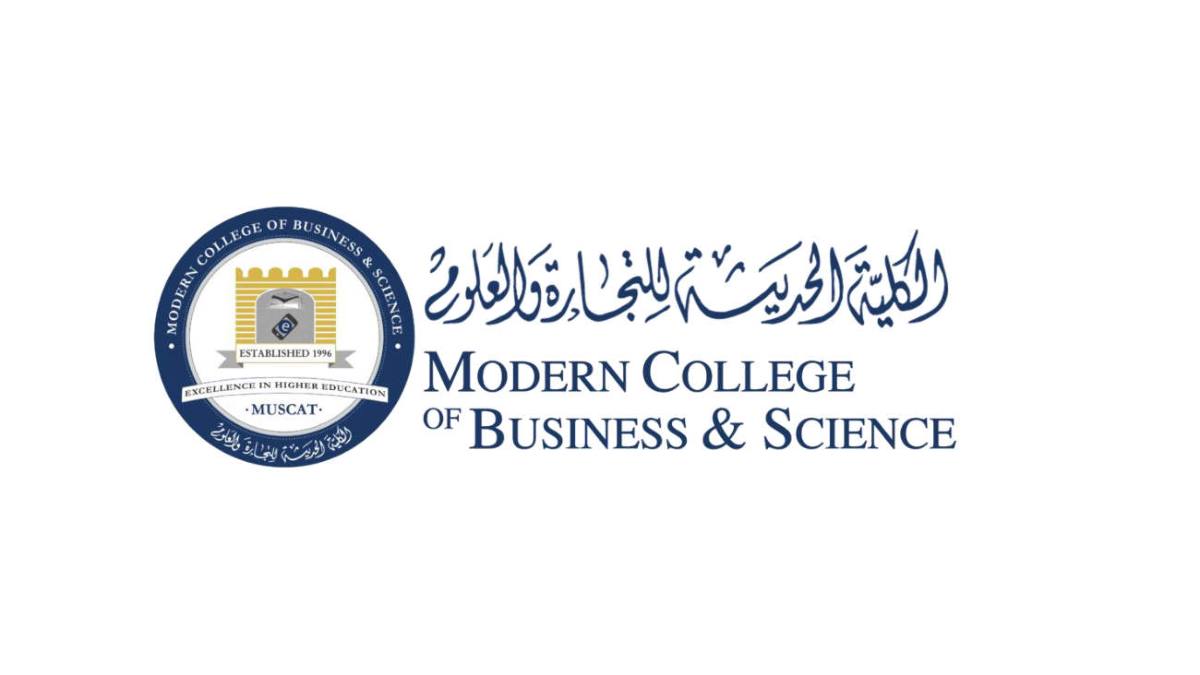 MODERN COLLEGE OF BUSINESS & SCIENCE
e
ESTABLISHED 1996
EXCELLENCE IN HIGHER EDUCATION
· MUSCAT ·
الكلية الحديثة للتجارة والعلوم
الكليّة الحديثة للتجارة والعلوم
MODERN COLLEGE
OF BUSINESS & SCIENCE